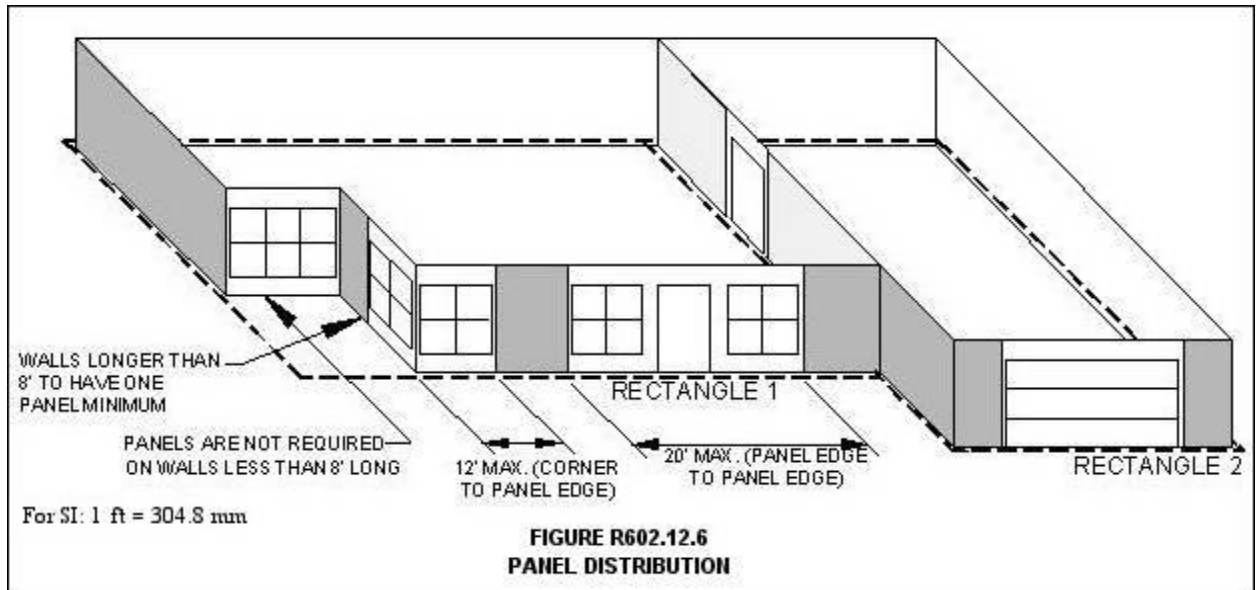 WALLS LONGER THAN
8' TO HAVE ONE
PANEL MINIMUM
PANELS ARE NOT REQUIRED
ON WALLS LESS THAN 8' LONG
12' MAX. (CORNER
TO PANEL EDGE)
20' MAX. (PANEL EDGE
TO PANEL EDGE)
RECTANGLE 1
RECTANGLE 2
For SI: 1 ft = 304.8 mm
FIGURE R602.12.6
PANEL DISTRIBUTION